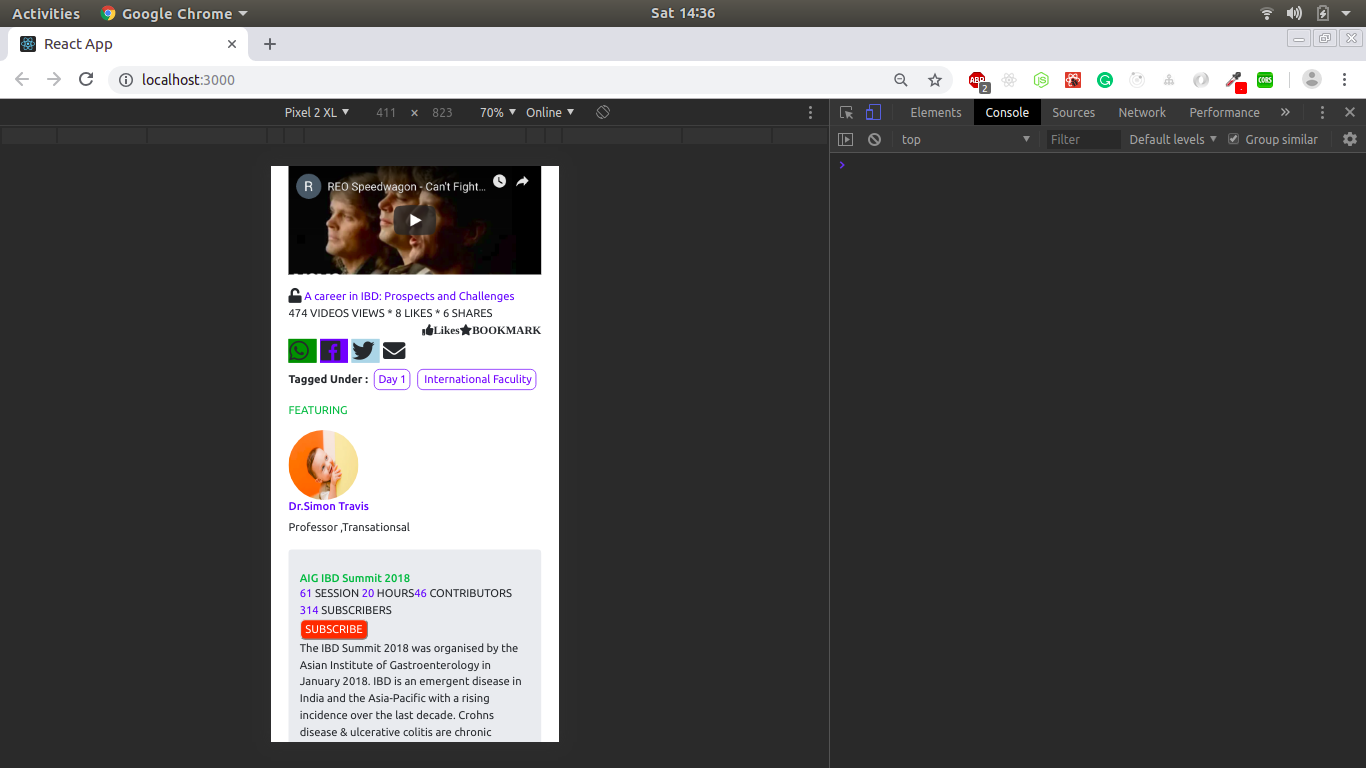 Activities Google Chrome Sat 14:36
React App
localhost:3000
ABP 2 CORS
Pixel 2 XL 411 × 823 70% Online
Elements Console Sources Network Performance »
top Filter Default levels Group similar
R REO Speedwagon - Can't Fight...
A career in IBD: Prospects and Challenges
474 VIDEOS VIEWS * 8 LIKES * 6 SHARES
Likes BOOKMARK
Tagged Under : Day 1 International Faculity
FEATURING
Dr.Simon Travis
Professor ,Transationsal
AIG IBD Summit 2018
61 SESSION 20 HOURS46 CONTRIBUTORS
314 SUBSCRIBERS
SUBSCRIBE
The IBD Summit 2018 was organised by the
Asian Institute of Gastroenterology in
January 2018. IBD is an emergent disease in
India and the Asia-Pacific with a rising
incidence over the last decade. Crohns
disease & ulcerative colitis are chronic